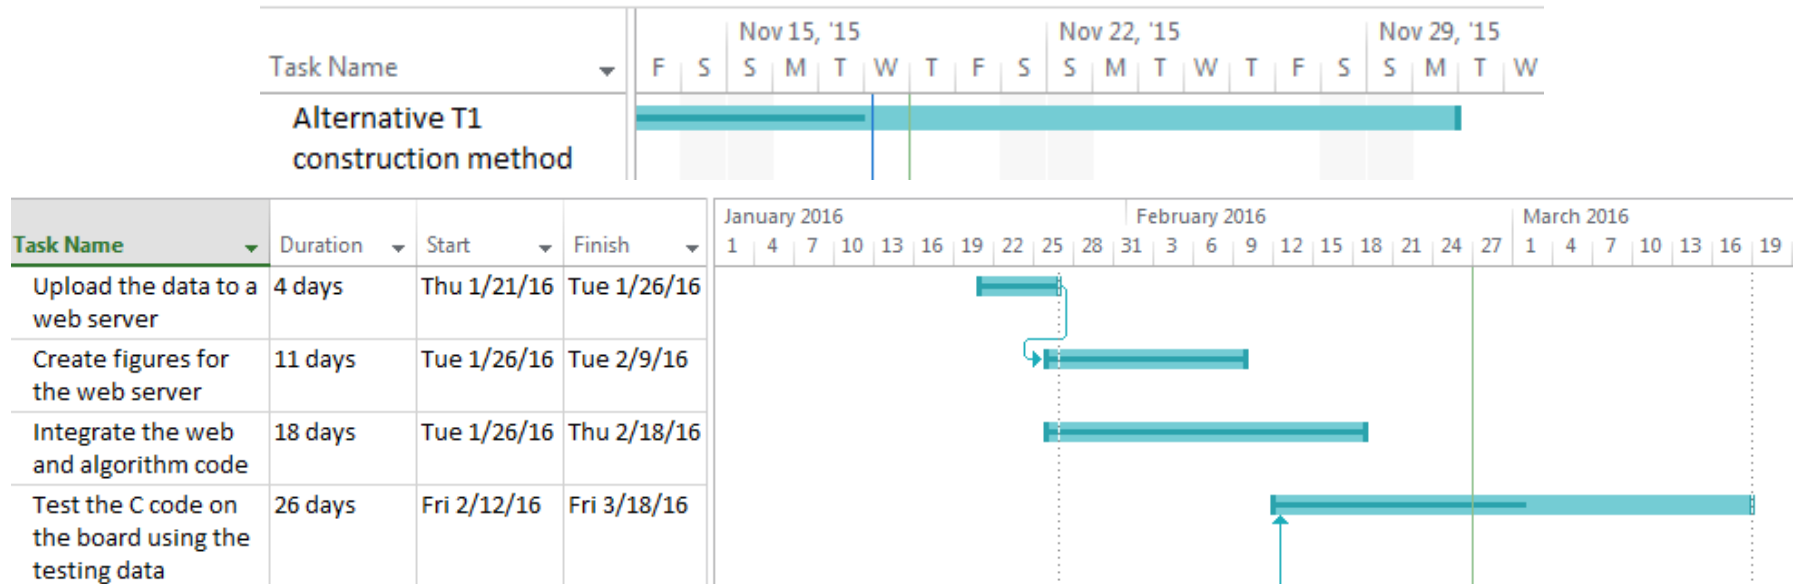 Nov 15, '15 Nov 22, '15 Nov 29, '15
Task Name F S S M T W T F S S M T W T F S S M T W
Alternative T1
construction method
January 2016 February 2016 March 2016
Task Name Duration Start Finish 1 4 7 10 13 16 19 22 25 28 31 3 6 9 12 15 18 21 24 27 1 4 7 10 13 16 19
Upload the data to a 4 days Thu 1/21/16 Tue 1/26/16
web server
Create figures for 11 days Tue 1/26/16 Tue 2/9/16
the web server
Integrate the web 18 days Tue 1/26/16 Thu 2/18/16
and algorithm code
Test the C code on 26 days Fri 2/12/16 Fri 3/18/16
the board using the
testing data